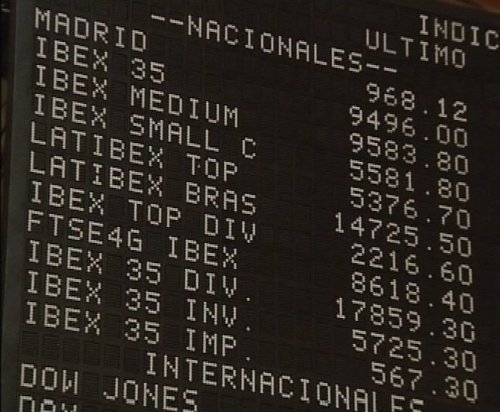 INDIC
--NACIONALES-- ULTIMO
MADRID 968.12
IBEX 35 9496.00
IBEX MEDIUM 9583.80
IBEX SMALL C 5581.80
LATIBEX TOP 5376.70
LATIBEX BRAS 14725.50
IBEX TOP DIV 2216.60
FTSE4G IBEX 8618.40
IBEX 35 DIV. 17859.30
IBEX 35 INV. 5725.30
IBEX 35 IMP. 567.30
INTERNACIONALES
DOW JONES